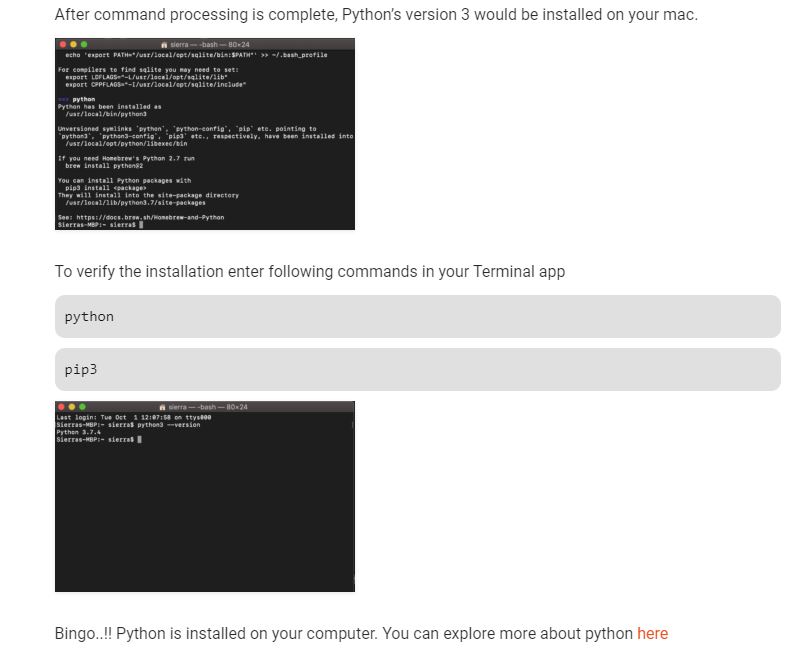 After command processing is complete, Python’s version 3 would be installed on your mac.
sierra — -bash — 80×24
echo 'export PATH="/usr/local/opt/sqlite/bin:$PATH"' >> ~/.bash_profile
For compilers to find sqlite you may need to set:
export LDFLAGS="-L/usr/local/opt/sqlite/lib"
export CPPFLAGS="-I/usr/local/opt/sqlite/include"
==> python
Python has been installed as
/usr/local/bin/python3
Unversioned symlinks `python`, `python-config`, `pip` etc. pointing to
`python3`, `python3-config`, `pip3` etc., respectively, have been installed into
/usr/local/opt/python/libexec/bin
If you need Homebrew's Python 2.7 run
brew install python@2
You can install Python packages with
pip3 install <package>
They will install into the site-package directory
/usr/local/lib/python3.7/site-packages
See: https://docs.brew.sh/Homebrew-and-Python
Sierras-MBP:~ sierra$
To verify the installation enter following commands in your Terminal app
python
pip3
sierra — -bash — 80×24
Last login: Tue Oct 1 12:07:58 on ttys000
Sierras-MBP:~ sierra$ python3 --version
Python 3.7.4
Sierras-MBP:~ sierra$
Bingo..!! Python is installed on your computer. You can explore more about python here